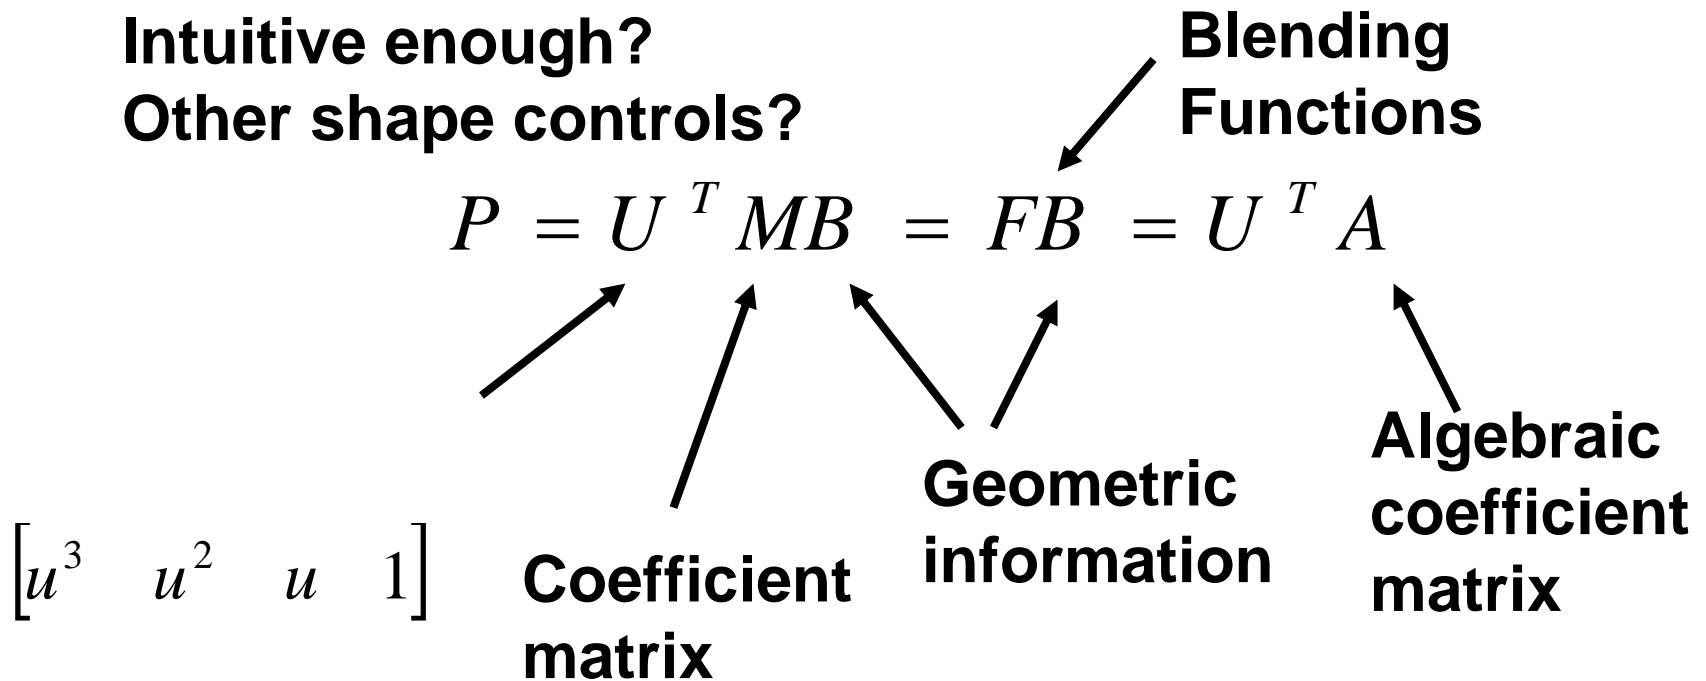 Intuitive enough?
Other shape controls?
Blending
Functions
P = U^T MB = FB = U^T A
[u^3 u^2 u 1]
Coefficient
matrix
Geometric
information
Algebraic
coefficient
matrix